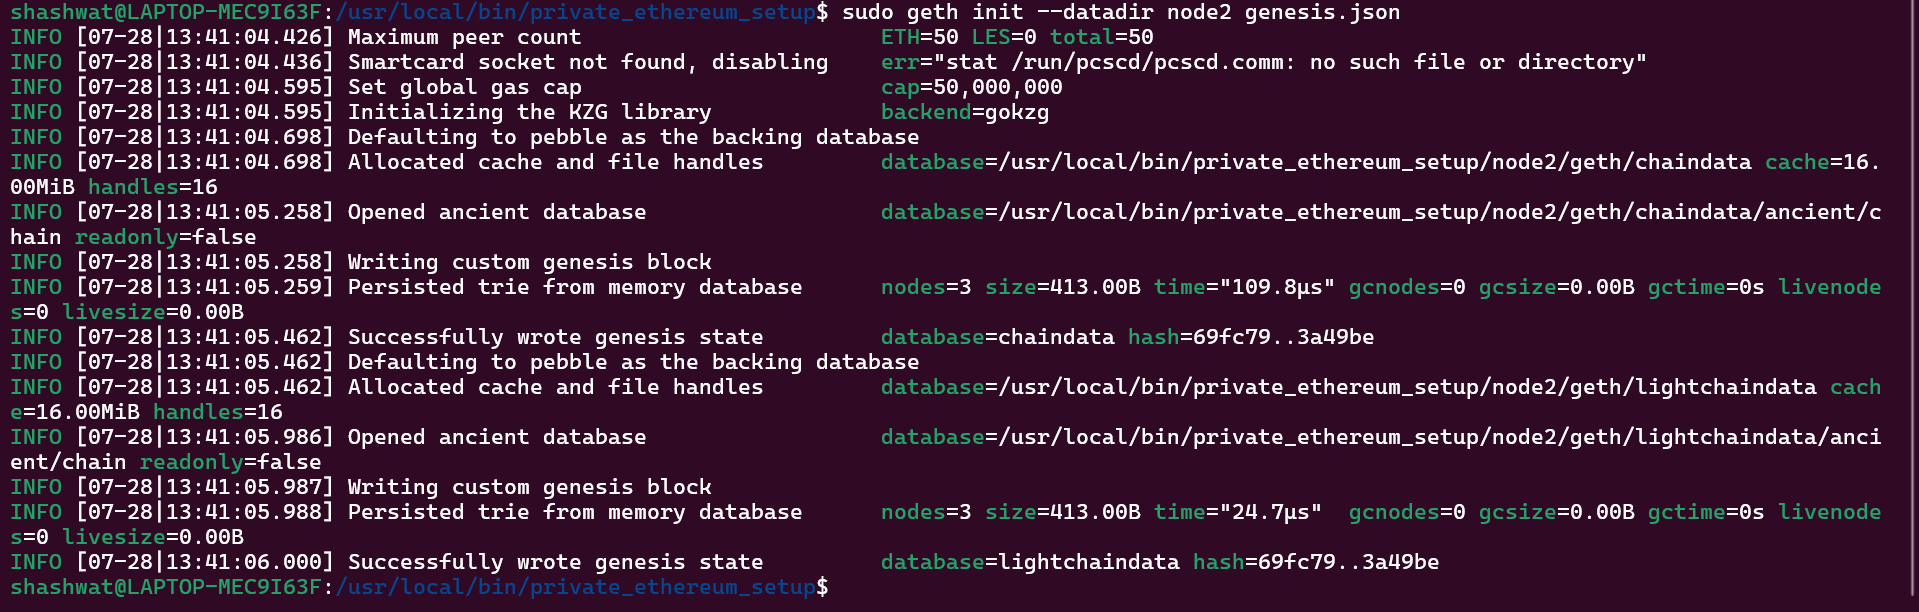 shashwat@LAPTOP-MEC9I63F:/usr/local/bin/private_ethereum_setup$ sudo geth init --datadir node2 genesis.json
INFO [07-28|13:41:04.426] Maximum peer count                       ETH=50 LES=0 total=50
INFO [07-28|13:41:04.436] Smartcard socket not found, disabling    err="stat /run/pcscd/pcscd.comm: no such file or directory"
INFO [07-28|13:41:04.595] Set global gas cap                       cap=50,000,000
INFO [07-28|13:41:04.595] Initializing the KZG library             backend=gokzg
INFO [07-28|13:41:04.698] Defaulting to pebble as the backing database
INFO [07-28|13:41:04.698] Allocated cache and file handles         database=/usr/local/bin/private_ethereum_setup/node2/geth/chaindata cache=16.
00MiB handles=16
INFO [07-28|13:41:05.258] Opened ancient database                  database=/usr/local/bin/private_ethereum_setup/node2/geth/chaindata/ancient/c
hain readonly=false
INFO [07-28|13:41:05.258] Writing custom genesis block
INFO [07-28|13:41:05.259] Persisted trie from memory database      nodes=3 size=413.00B time="109.8µs" gcnodes=0 gcsize=0.00B gctime=0s livenode
s=0 livesize=0.00B
INFO [07-28|13:41:05.462] Successfully wrote genesis state         database=chaindata hash=69fc79..3a49be
INFO [07-28|13:41:05.462] Defaulting to pebble as the backing database
INFO [07-28|13:41:05.462] Allocated cache and file handles         database=/usr/local/bin/private_ethereum_setup/node2/geth/lightchaindata cach
e=16.00MiB handles=16
INFO [07-28|13:41:05.986] Opened ancient database                  database=/usr/local/bin/private_ethereum_setup/node2/geth/lightchaindata/anci
ent/chain readonly=false
INFO [07-28|13:41:05.987] Writing custom genesis block
INFO [07-28|13:41:05.988] Persisted trie from memory database      nodes=3 size=413.00B time="24.7µs"  gcnodes=0 gcsize=0.00B gctime=0s livenode
s=0 livesize=0.00B
INFO [07-28|13:41:06.000] Successfully wrote genesis state         database=lightchaindata hash=69fc79..3a49be
shashwat@LAPTOP-MEC9I63F:/usr/local/bin/private_ethereum_setup$